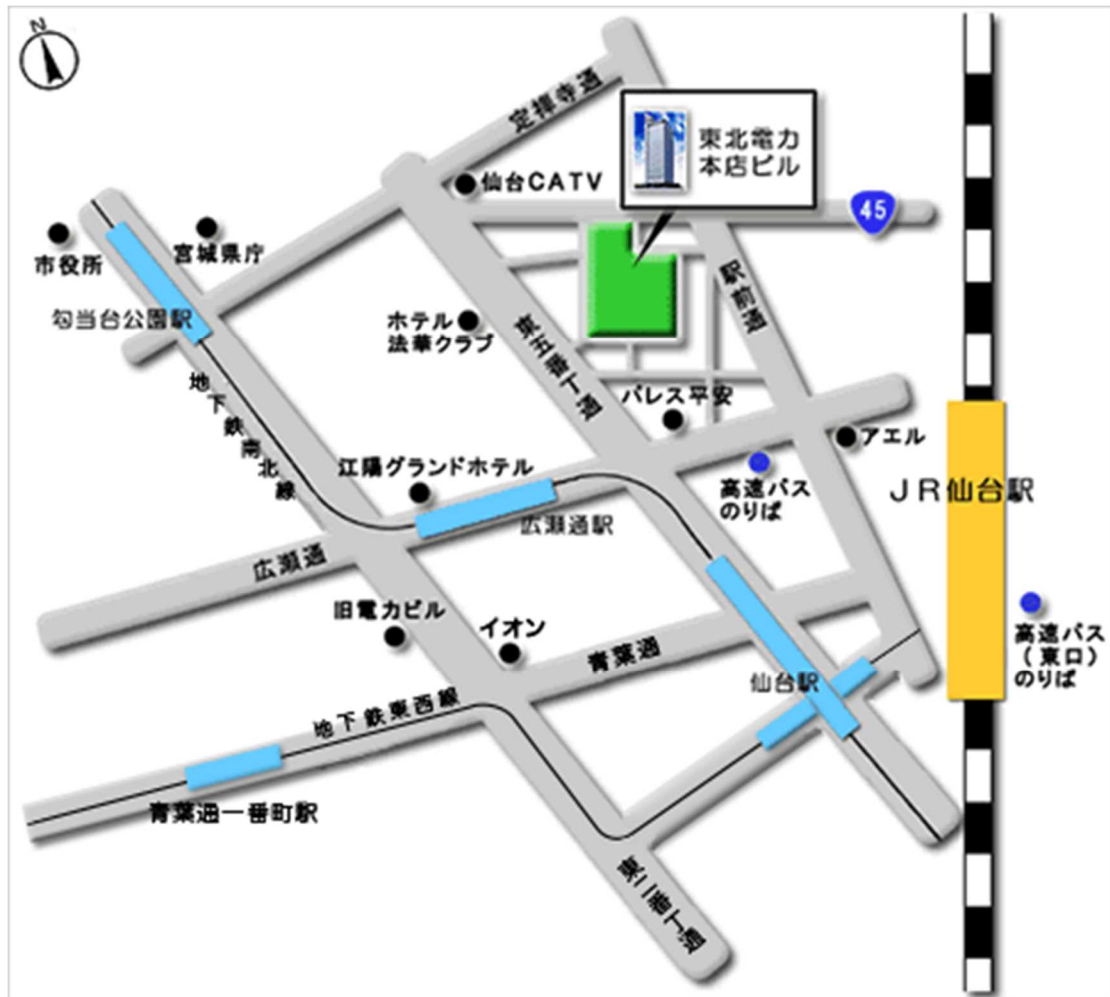 N
定禅寺通
東北電力
本店ビル
仙台CATV
45
市役所
宮城県庁
勾当台公園駅
駅前通
ホテル
法華クラブ
東五番丁通
地下鉄南北線
パレス平安
アエル
江陽グランドホテル
高速バス
のりば
JR仙台駅
広瀬通駅
広瀬通
旧電力ビル
イオン
高速バス
(東口)
のりば
青葉通
仙台駅
地下鉄東西線
青葉通一番町駅
東二番丁通